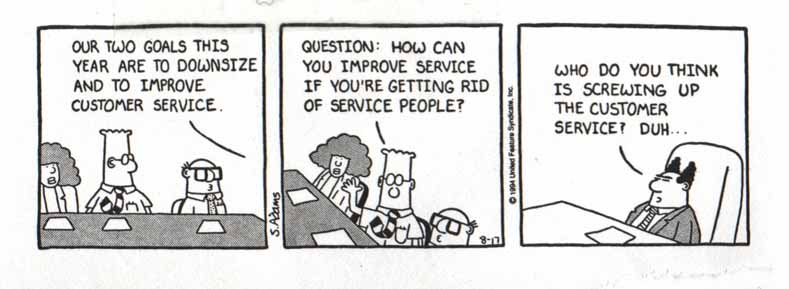 OUR TWO GOALS THIS
YEAR ARE TO DOWNSIZE
AND TO IMPROVE
CUSTOMER SERVICE.
S. ADAMS
QUESTION: HOW CAN
YOU IMPROVE SERVICE
IF YOU'RE GETTING RID
OF SERVICE PEOPLE?
8-17
© 1994 United Feature Syndicate, Inc.
WHO DO YOU THINK
IS SCREWING UP
THE CUSTOMER
SERVICE? DUH...